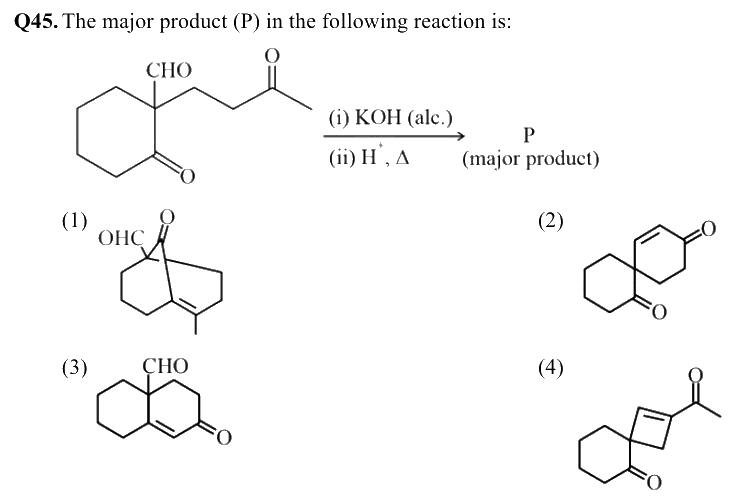 Q45. The major product (P) in the following reaction is:
CHO
O
O
(i) KOH (alc.)
(ii) H⁺, Δ
P
(major product)
(1)
OHC
O
(2)
O
O
(3)
CHO
O
(4)
O
O